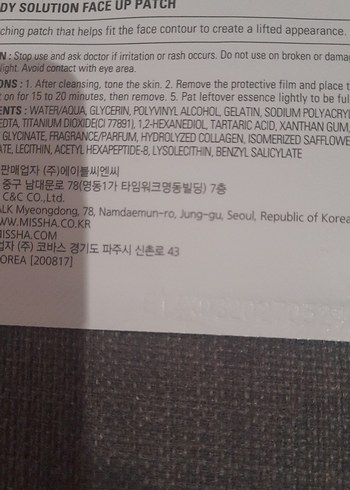 DY SOLUTION FACE UP PATCH
ching patch that helps fit the face contour to create a lifted appearance.
N : Stop use and ask doctor if irritation or rash occurs. Do not use on broken or damag
light. Avoid contact with eye area.
ONS : 1. After cleansing, tone the skin. 2. Remove the protective film and place t
t on for 15 to 20 minutes, then remove. 5. Pat leftover essence lightly to be ful
ENTS : WATER/AQUA, GLYCERIN, POLYVINYL ALCOHOL, GELATIN, SODIUM POLYACRYL
EDTA, TITANIUM DIOXIDE(CI 77891), 1,2-HEXANEDIOL, TARTARIC ACID, XANTHAN GUM,
GLYCINATE, FRAGRANCE/PARFUM, HYDROLYZED COLLAGEN, ISOMERIZED SAFFLOWE
ATE, LECITHIN, ACETYL HEXAPEPTIDE-8, LYSOLECITHIN, BENZYL SALICYLATE
판매업자 (주)에이블씨엔씨
중구 남대문로 78(명동1가 타임워크명동빌딩) 7층
C&C CO.,Ltd.
ALK Myeongdong, 78, Namdaemun-ro, Jung-gu, Seoul, Republic of Korea
WW.MISSHA.CO.KR
MISSHA.COM
업자 (주) 코바스 경기도 파주시 신촌로 43
OREA [200817]